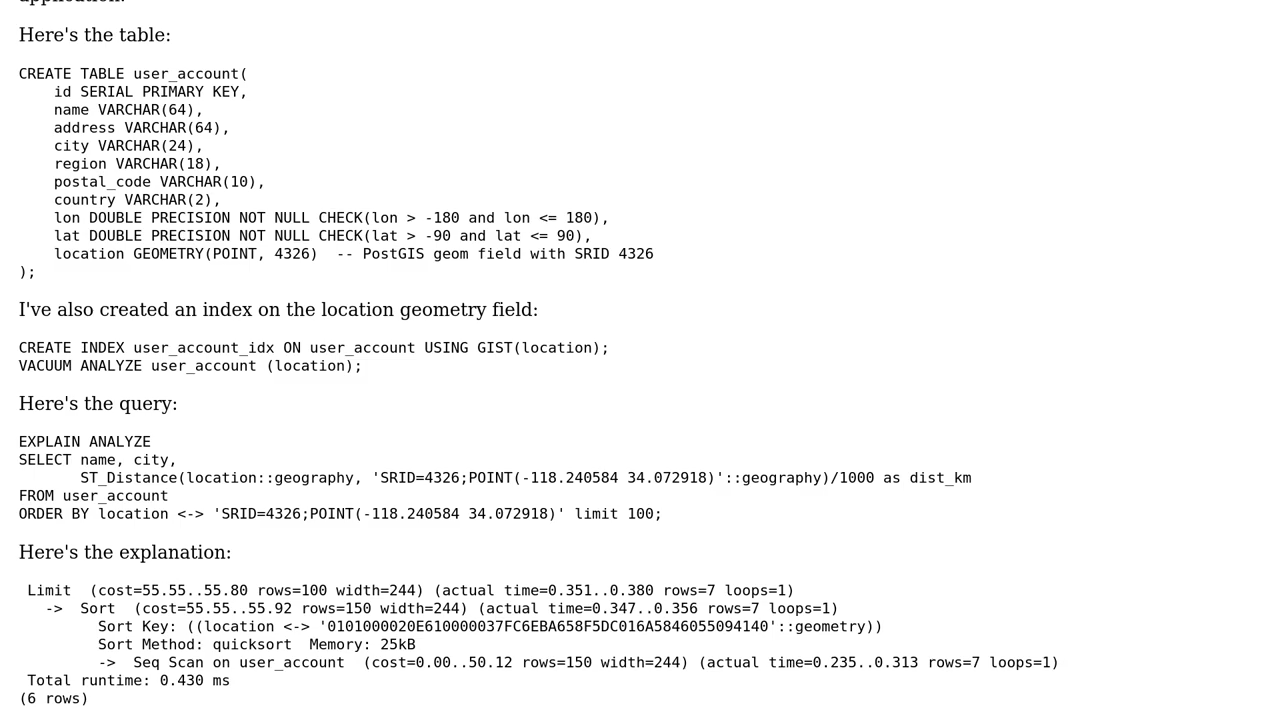 application.
Here's the table:
CREATE TABLE user_account(
    id SERIAL PRIMARY KEY,
    name VARCHAR(64),
    address VARCHAR(64),
    city VARCHAR(24),
    region VARCHAR(18),
    postal_code VARCHAR(10),
    country VARCHAR(2),
    lon DOUBLE PRECISION NOT NULL CHECK(lon > -180 and lon <= 180),
    lat DOUBLE PRECISION NOT NULL CHECK(lat > -90 and lat <= 90),
    location GEOMETRY(POINT, 4326)  -- PostGIS geom field with SRID 4326
);
I've also created an index on the location geometry field:
CREATE INDEX user_account_idx ON user_account USING GIST(location);
VACUUM ANALYZE user_account (location);
Here's the query:
EXPLAIN ANALYZE
SELECT name, city,
       ST_Distance(location::geography, 'SRID=4326;POINT(-118.240584 34.072918)'::geography)/1000 as dist_km
FROM user_account
ORDER BY location <-> 'SRID=4326;POINT(-118.240584 34.072918)' limit 100;
Here's the explanation:
 Limit  (cost=55.55..55.80 rows=100 width=244) (actual time=0.351..0.380 rows=7 loops=1)
   ->  Sort  (cost=55.55..55.92 rows=150 width=244) (actual time=0.347..0.356 rows=7 loops=1)
         Sort Key: ((location <-> '0101000020E610000037FC6EBA658F5DC016A5846055094140'::geometry))
         Sort Method: quicksort  Memory: 25kB
         ->  Seq Scan on user_account  (cost=0.00..50.12 rows=150 width=244) (actual time=0.235..0.313 rows=7 loops=1)
 Total runtime: 0.430 ms
(6 rows)